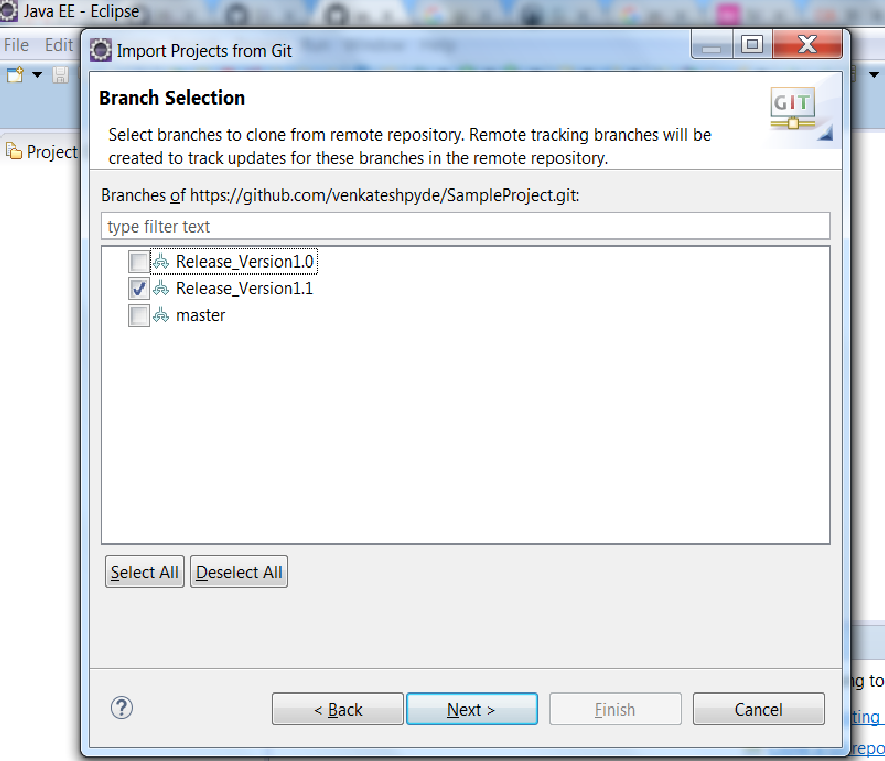 Java EE - Eclipse
File Edit
Import Projects from Git
Branch Selection
GIT
Select branches to clone from remote repository. Remote tracking branches will be
created to track updates for these branches in the remote repository.
Project
Branches of https://github.com/venkateshpyde/SampleProject.git:
type filter text
Release_Version1.0
Release_Version1.1
master
Select All Deselect All
ng to
< Back Next > Finish Cancel
ting
repo